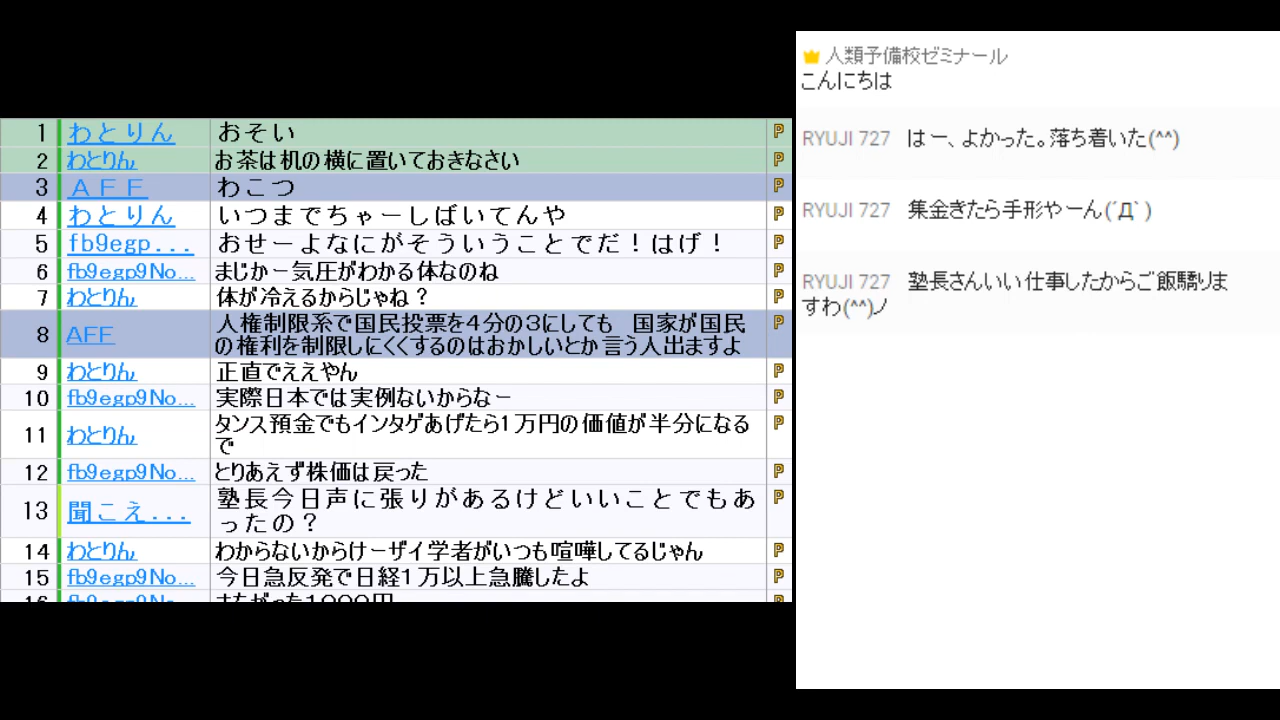 1 わとりん おそい P
2 わとりん お茶は机の横に置いておきなさい P
3 ＡＦＦ わこつ P
4 わとりん いつまでちゃーしばいてんや P
5 fb9egp... おせーよなにがそういうことでだ！はげ！ P
6 fb9egp9No... まじかー気圧がわかる体なのね P
7 わとりん 体が冷えるからじゃね？ P
8 AFF 人権制限系で国民投票を４分の３にしても　国家が国民 P
の権利を制限しにくくするのはおかしいとか言う人出ますよ
9 わとりん 正直でええやん P
10 fb9egp9No... 実際日本では実例ないからなー P
11 わとりん タンス預金でもインタゲあげたら１万円の価値が半分になる P
で
12 fb9egp9No... とりあえず株価は戻った P
13 聞こえ... 塾長今日声に張りがあるけどいいことでもあ P
ったの？
14 わとりん わからないからけーザイ学者がいつも喧嘩してるじゃん P
15 fb9egp9No... 今日急反発で日経１万以上急騰したよ P
人類予備校ゼミナール
こんにちは
RYUJI 727 はー、よかった。落ち着いた(^^)
RYUJI 727 集金きたら手形やーん(´Д`)
RYUJI 727 塾長さんいい仕事したからご飯驕りま
すわ(^^)ノ